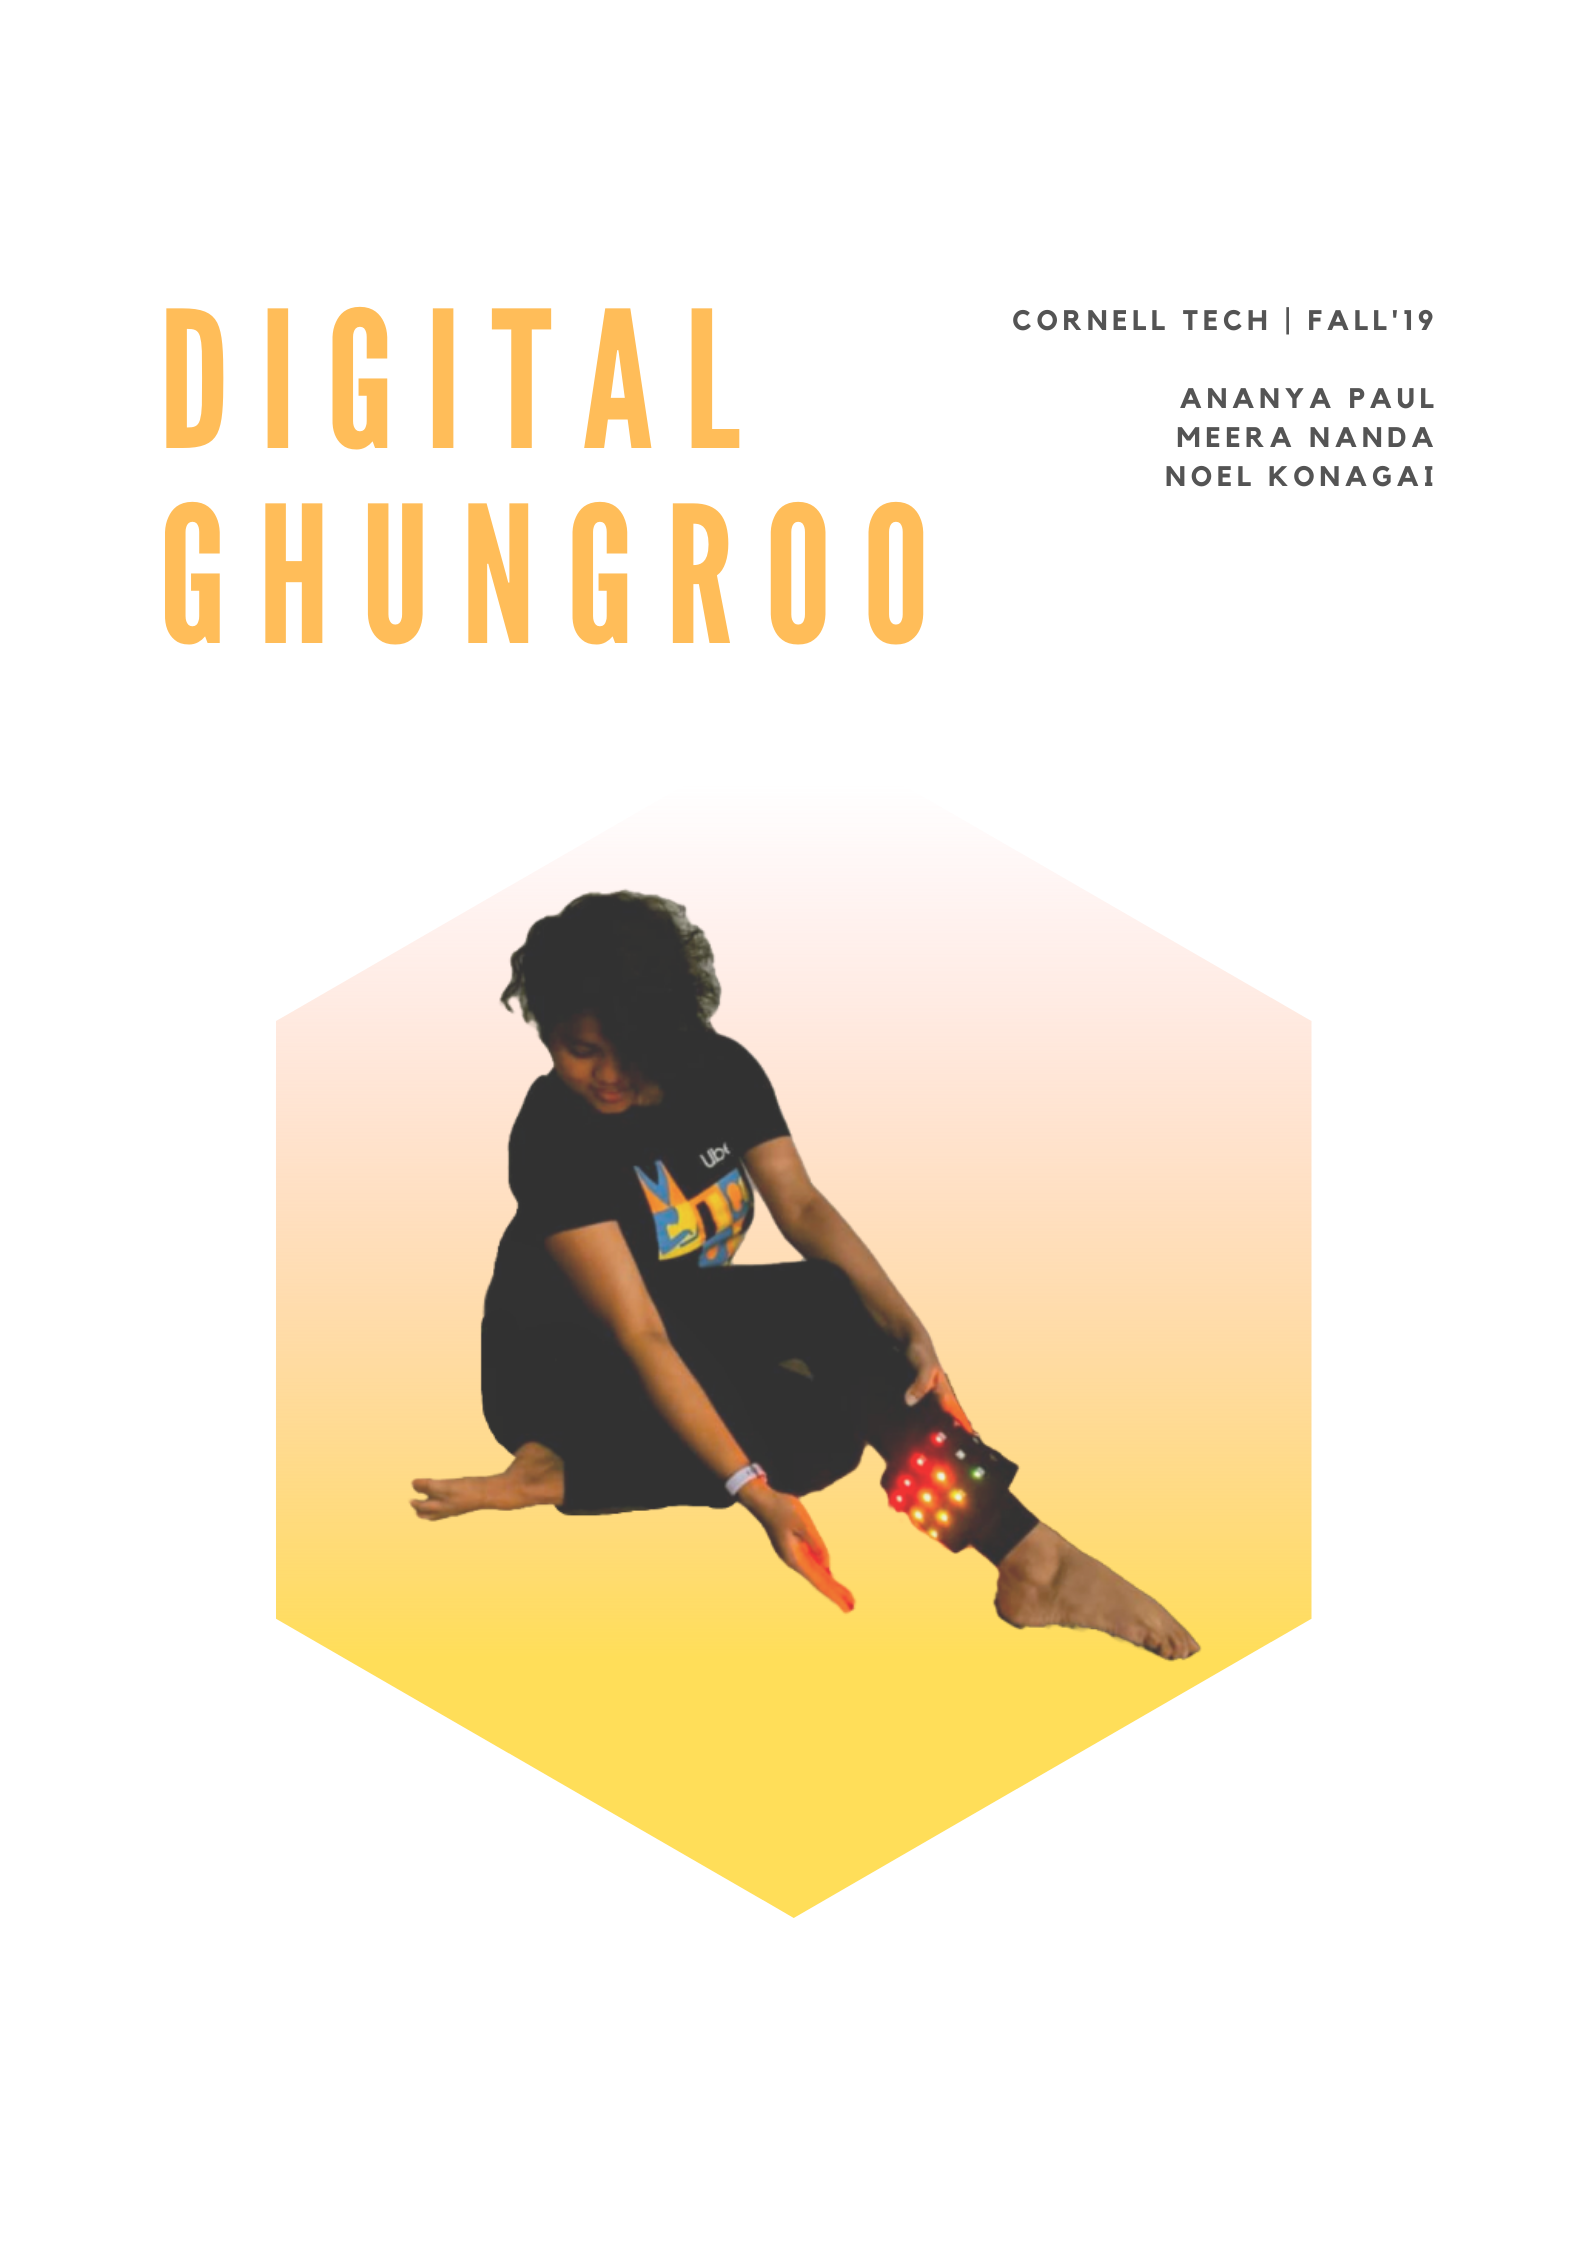 DIGITAL
GHUNGROO
CORNELL TECH | FALL'19
ANANYA PAUL
MEERA NANDA
NOEL KONAGAI